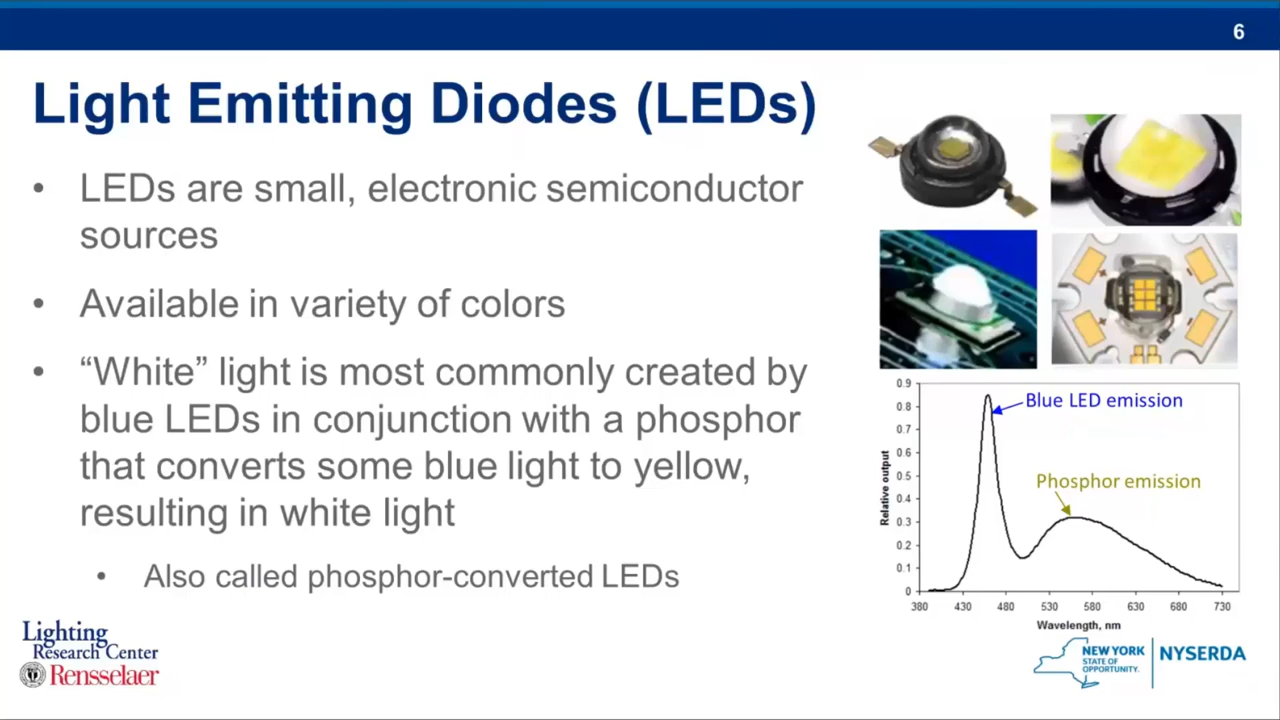 6
Light Emitting Diodes (LEDs)
• LEDs are small, electronic semiconductor
sources
• Available in variety of colors
• “White” light is most commonly created by
blue LEDs in conjunction with a phosphor
that converts some blue light to yellow,
resulting in white light
• Also called phosphor-converted LEDs
0.9
0.8
0.7
0.6
0.5
0.4
0.3
0.2
0.1
0
Relative output
Blue LED emission
Phosphor emission
380 430 480 530 580 630 680 730
Wavelength, nm
Lighting
Research Center
Rensselaer
NEW YORK
STATE OF
OPPORTUNITY.
NYSERDA